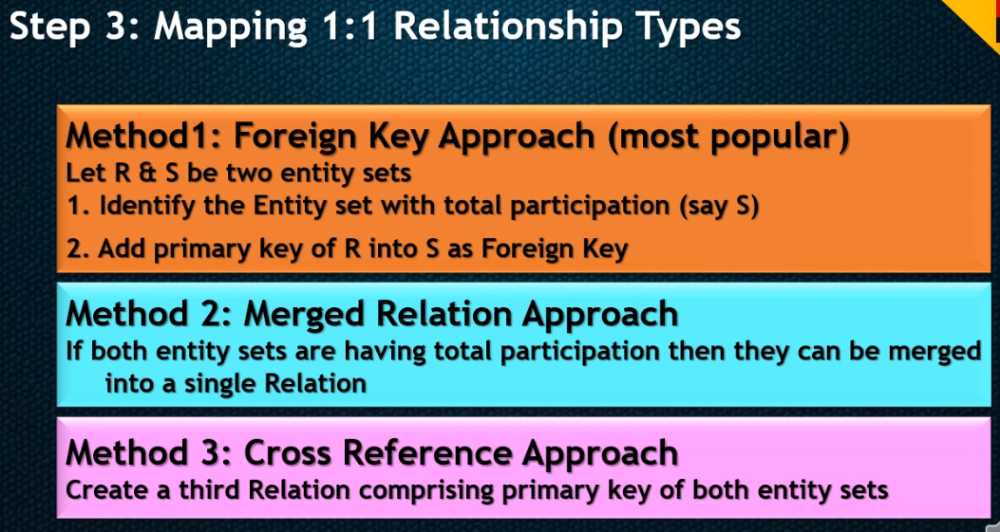 Step 3: Mapping 1:1 Relationship Types
Method1: Foreign Key Approach (most popular)
Let R & S be two entity sets
1. Identify the Entity set with total participation (say S)
2. Add primary key of R into S as Foreign Key
Method 2: Merged Relation Approach
If both entity sets are having total participation then they can be merged
into a single Relation
Method 3: Cross Reference Approach
Create a third Relation comprising primary key of both entity sets